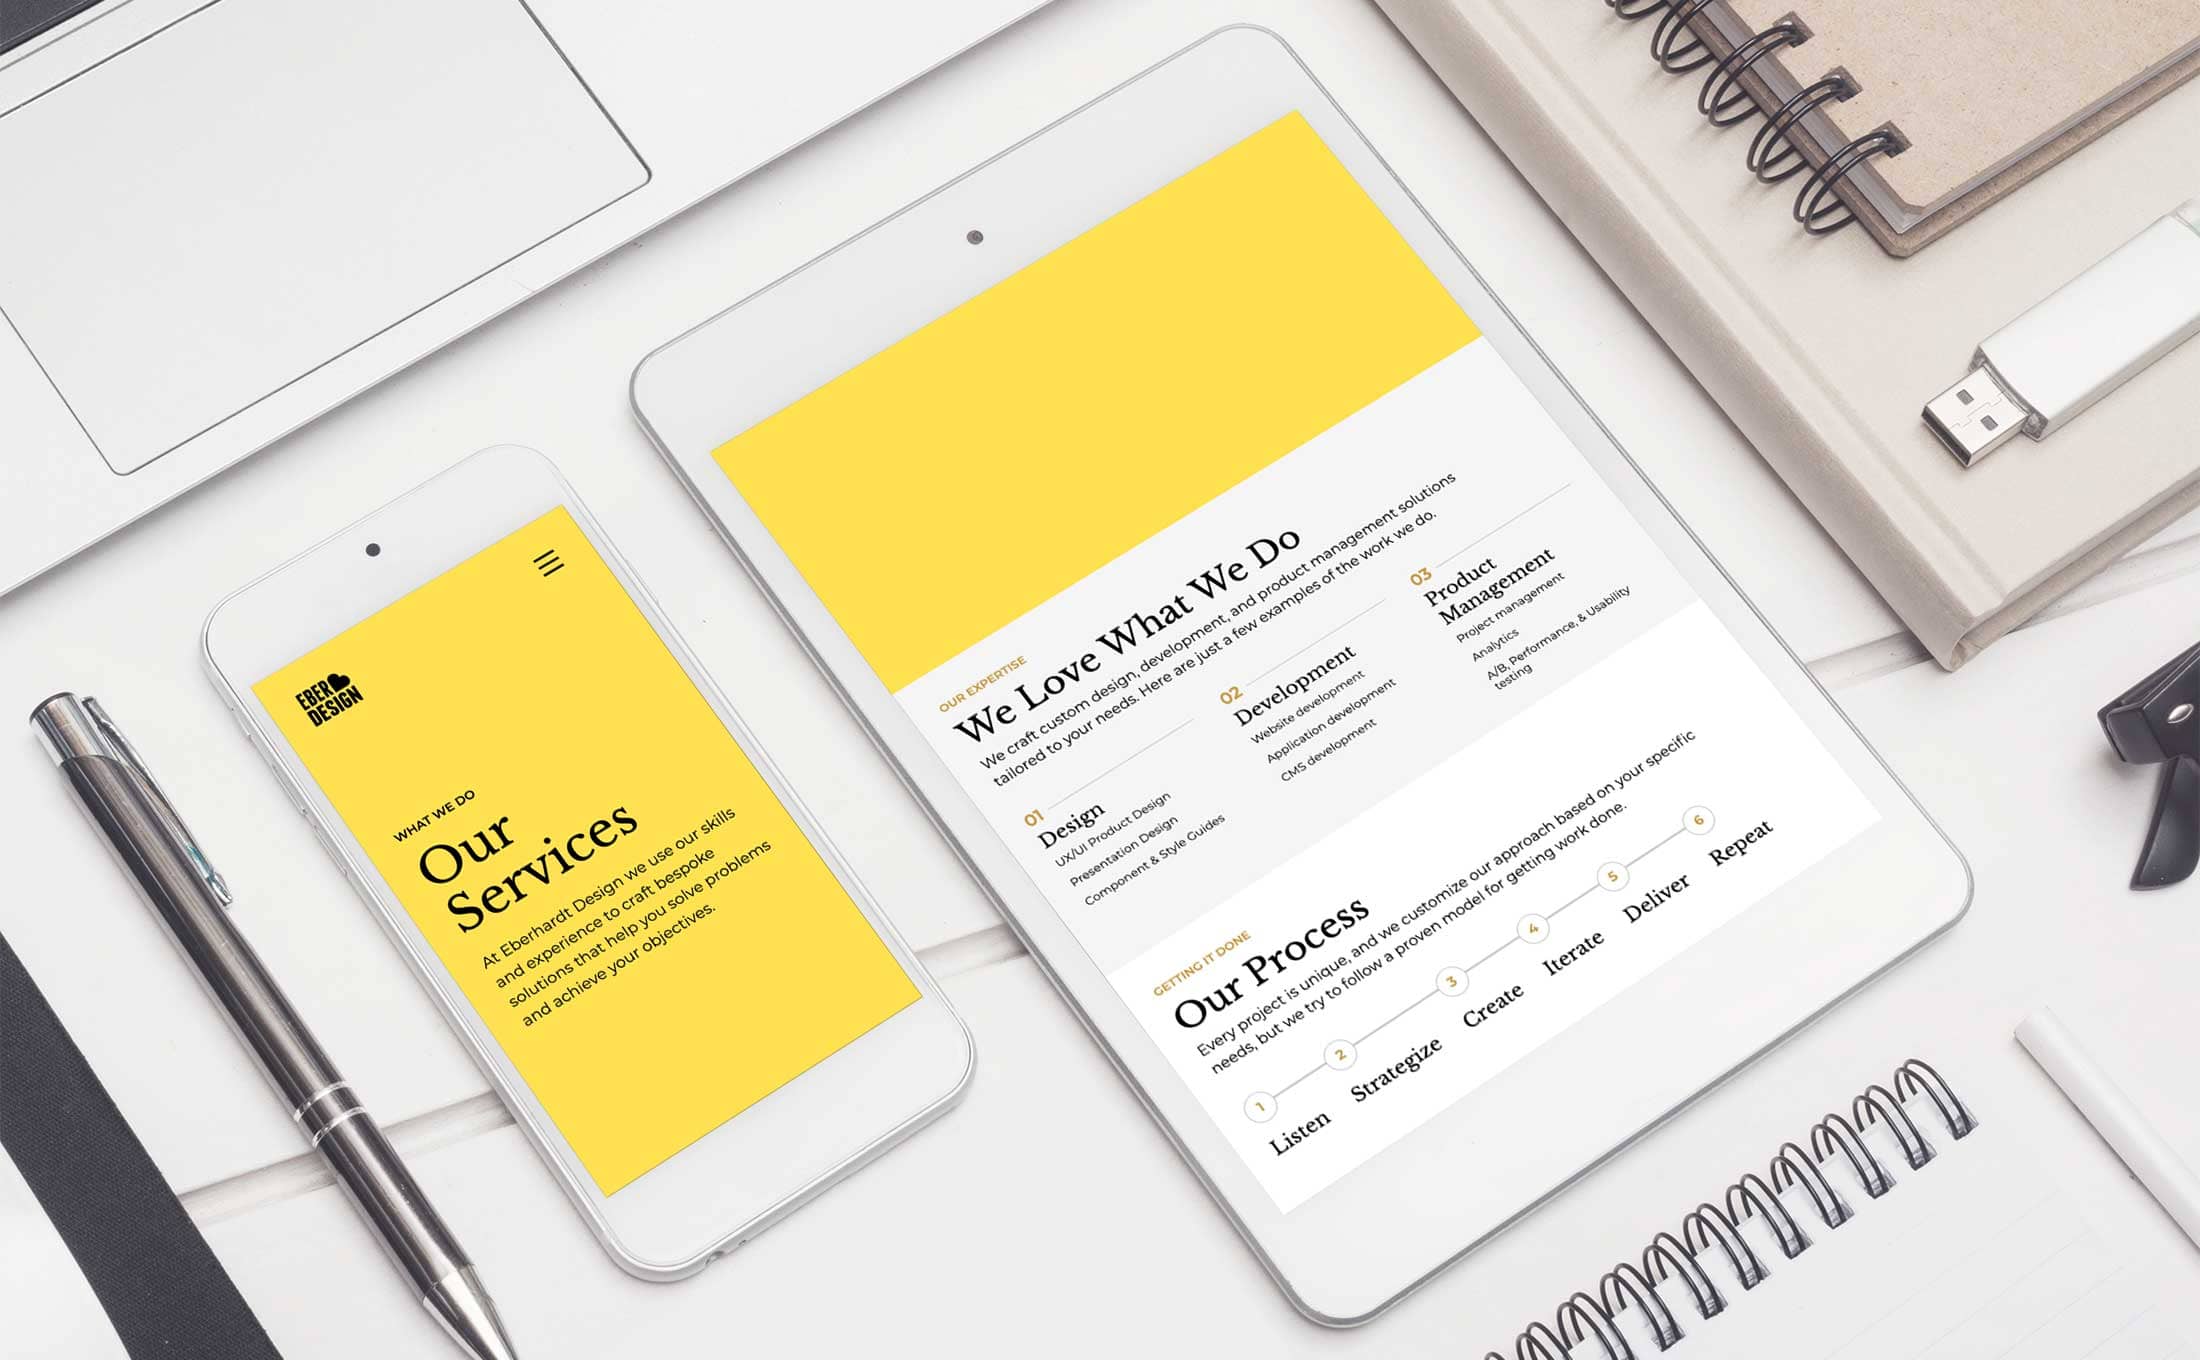 EBER
DESIGN
WHAT WE DO
Our
Services
At Eberhardt Design we use our skills
and experience to craft bespoke
solutions that help you solve problems
and achieve your objectives.
OUR EXPERTISE
We Love What We Do
We craft custom design, development, and product management solutions
tailored to your needs. Here are just a few examples of the work we do.
01
Design
UX/UI Product Design
Presentation Design
Component & Style Guides
02
Development
Website development
Application development
CMS development
03
Product
Management
Project management
Analytics
A/B, Performance, & Usability
testing
GETTING IT DONE
Our Process
Every project is unique, and we customize our approach based on your specific
needs, but we try to follow a proven model for getting work done.
1
Listen
2
Strategize
3
Create
4
Iterate
5
Deliver
6
Repeat